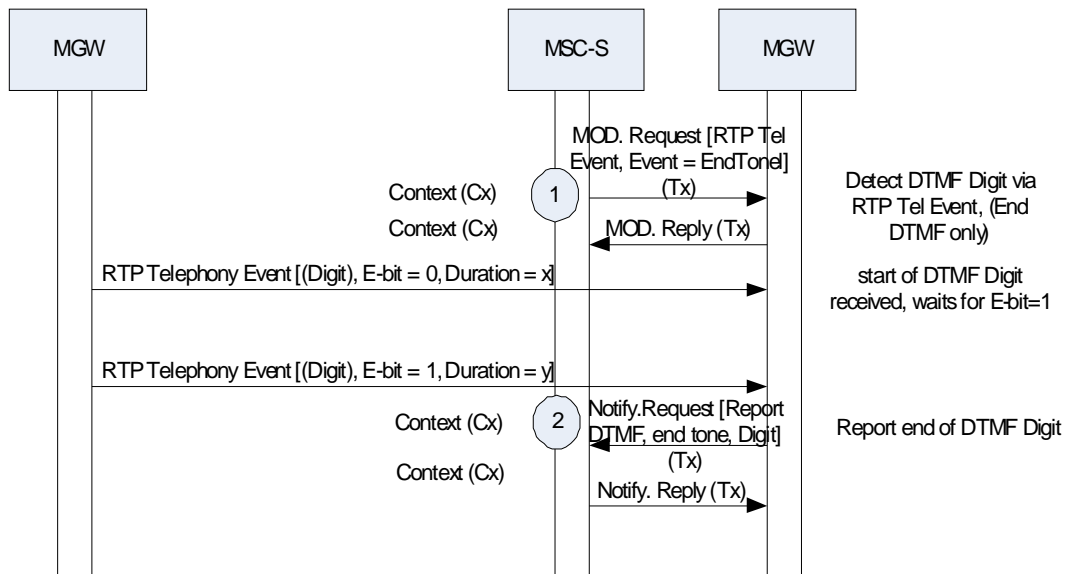 MGW
MSC-S
MGW
MOD. Request [RTP Tel
Event, Event = EndTonel]
(Tx)
Context (Cx)
1
Detect DTMF Digit via
RTP Tel Event, (End
DTMF only)
Context (Cx)
MOD. Reply (Tx)
RTP Telephony Event [(Digit), E-bit = 0, Duration = x]
start of DTMF Digit
received, waits for E-bit=1
RTP Telephony Event [(Digit), E-bit = 1, Duration = y]
Context (Cx)
2
Notify.Request [Report
DTMF, end tone, Digit]
(Tx)
Report end of DTMF Digit
Context (Cx)
Notify. Reply (Tx)